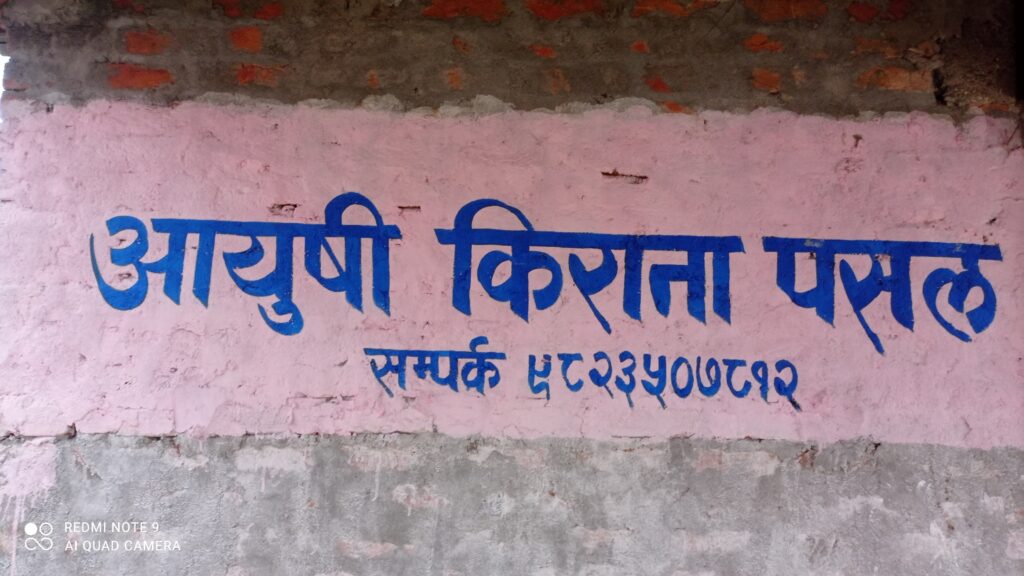 आयुषी किराना पसल
सम्पर्क ९८२३५०७८१२
REDMI NOTE 9
AI QUAD CAMERA